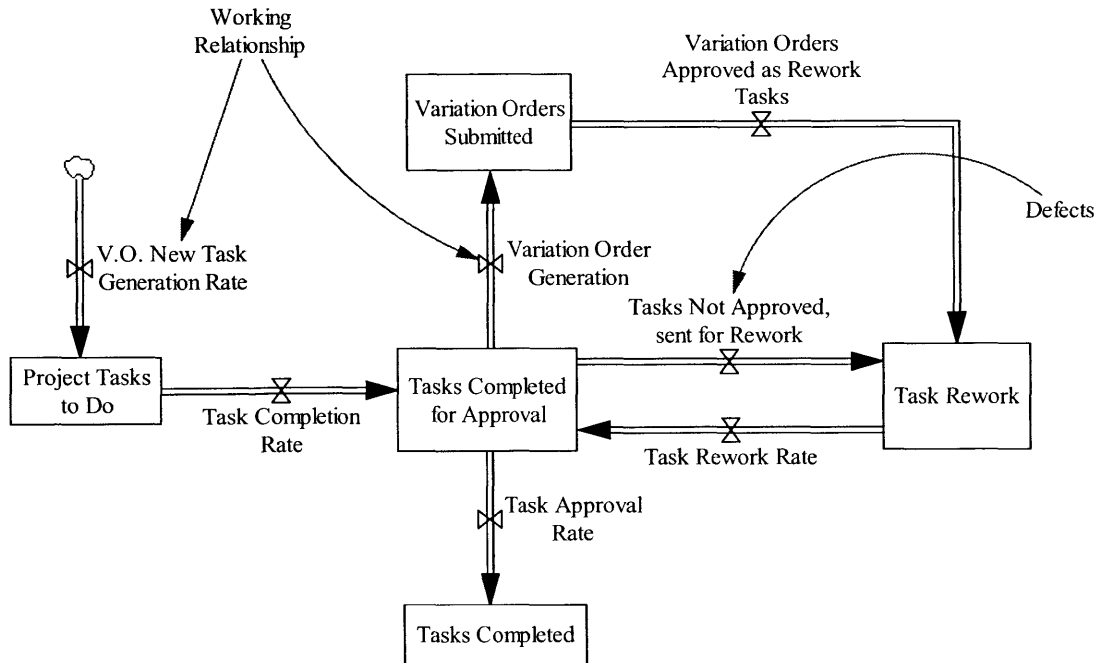 Working
Relationship
Variation Orders
Approved as Rework
Tasks
Variation Orders
Submitted
Defects
V.O. New Task
Generation Rate
Variation Order
Generation
Tasks Not Approved,
sent for Rework
Project Tasks
to Do
Task Completion
Rate
Tasks Completed
for Approval
Task Rework
Task Rework Rate
Task Approval
Rate
Tasks Completed